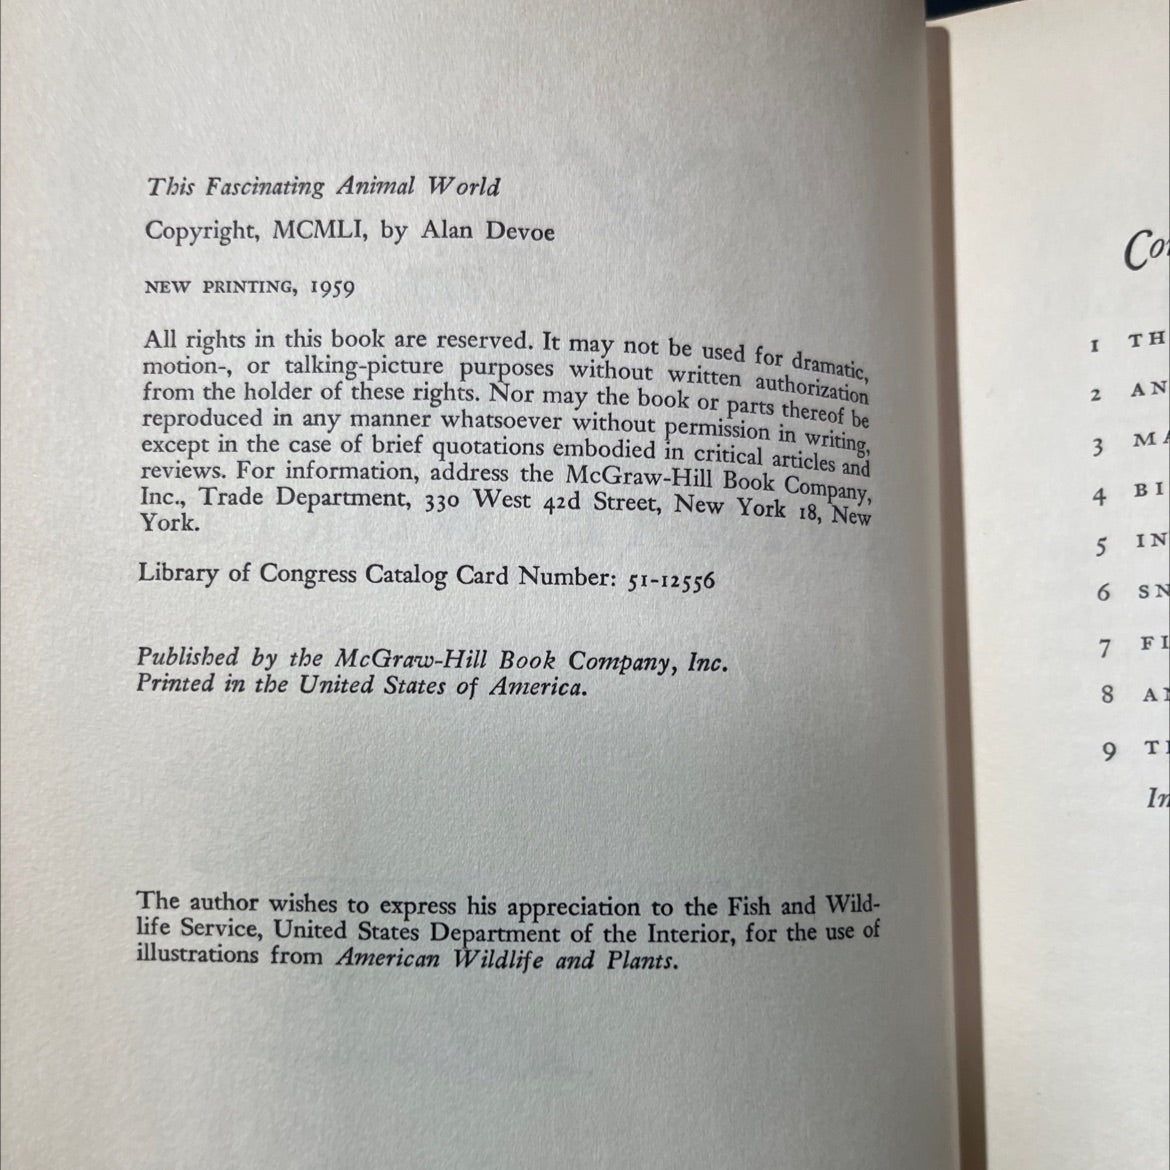 This Fascinating Animal World
Copyright, MCMLI, by Alan Devoe
NEW PRINTING, 1959
All rights in this book are reserved. It may not be used for dramatic,
motion-, or talking-picture purposes without written authorization
from the holder of these rights. Nor may the book or parts thereof be
reproduced in any manner whatsoever without permission in writing,
except in the case of brief quotations embodied in critical articles and
reviews. For information, address the McGraw-Hill Book Company,
Inc., Trade Department, 330 West 42d Street, New York 18, New
York.
Library of Congress Catalog Card Number: 51-12556
Published by the McGraw-Hill Book Company, Inc.
Printed in the United States of America.
The author wishes to express his appreciation to the Fish and Wild-
life Service, United States Department of the Interior, for the use of
illustrations from American Wildlife and Plants.
1 TH
2 AN
3
4 BI
5 IN
6 SN
7 FI
8
9
In